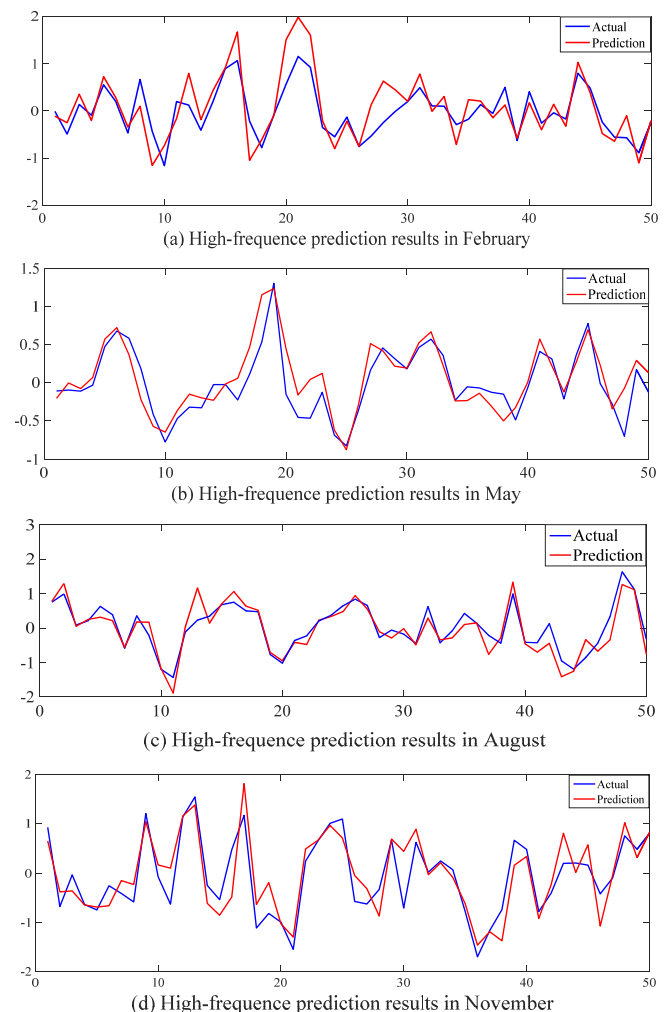 2
Actual
Prediction
1
0
-1
-2
0 10 20 30 40 50
(a) High-frequence prediction results in February
1.5
Actual
Prediction
1
0.5
0
-0.5
-1
0 10 20 30 40 50
(b) High-frequence prediction results in May
3
Actual
2
Prediction
1
0
-1
-2
0 10 20 30 40 50
(c) High-frequence prediction results in August
2
Actual
Prediction
1
0
-1
-2
0 10 20 30 40 50
(d) High-frequence prediction results in November